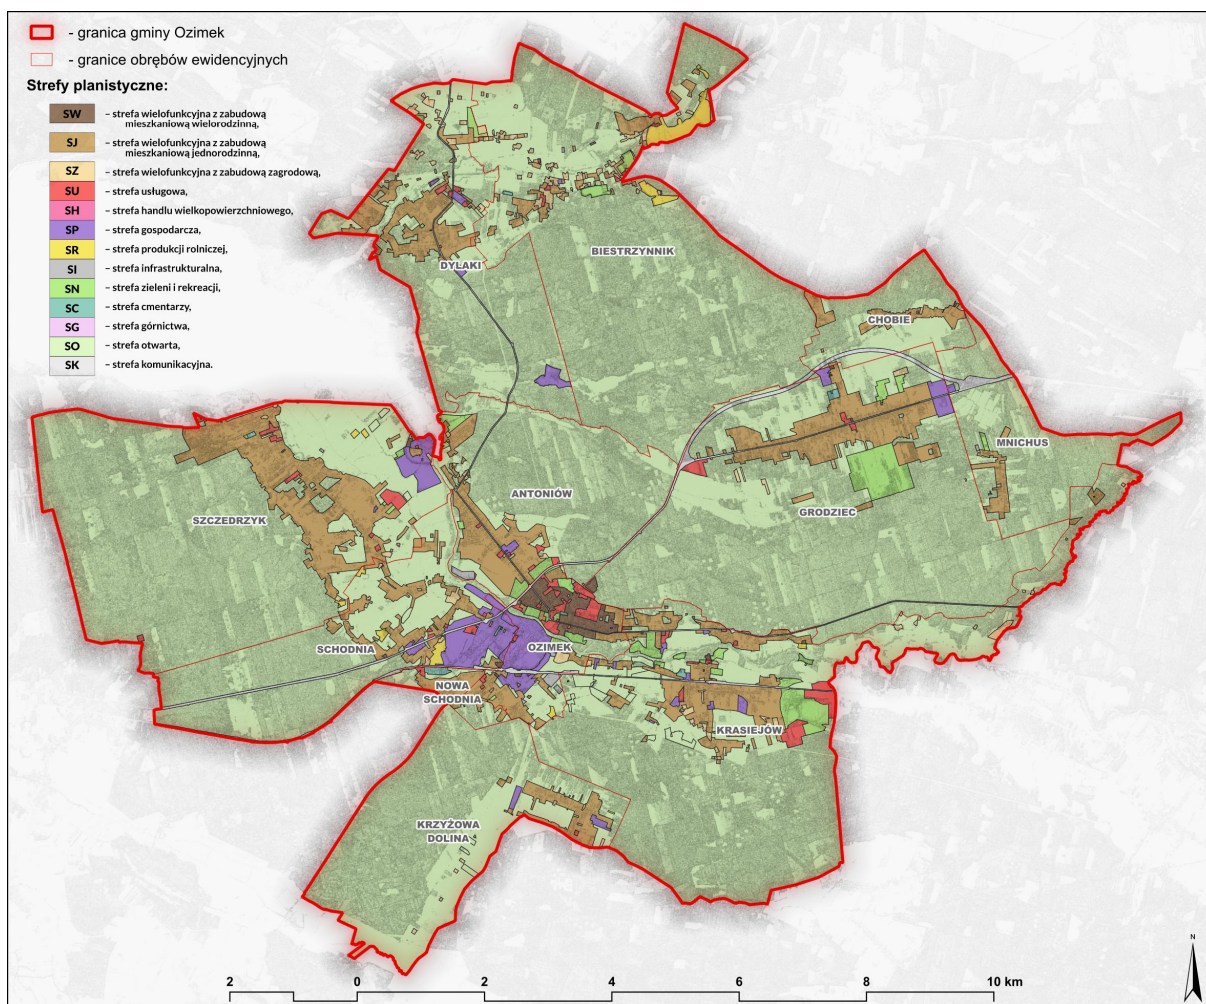 - granica gminy Ozimek
- granice obrębów ewidencyjnych
Strefy planistyczne:
SW – strefa wielofunkcyjna z zabudową
mieszkaniową wielorodzinną,
SJ – strefa wielofunkcyjna z zabudową
mieszkaniową jednorodzinną,
SZ – strefa wielofunkcyjna z zabudową zagrodową,
SU – strefa usługowa,
SH – strefa handlu wielkopowierzchniowego,
SP – strefa gospodarcza,
SR – strefa produkcji rolniczej,
SI – strefa infrastrukturalna,
SN – strefa zieleni i rekreacji,
SC – strefa cmentarzy,
SG – strefa górnictwa,
SO – strefa otwarta,
SK – strefa komunikacyjna.
BIESTRZYNNIK
DYLAKI
CHOBIE
MNICHUS
ANTONIÓW
GRODZIEC
SZCZEDRZYK
SCHODNIA
OZIMEK
NOWA
SCHODNIA
KRASIEJÓW
KRZYŻOWA
DOLINA
N
2 0 2 4 6 8 10 km